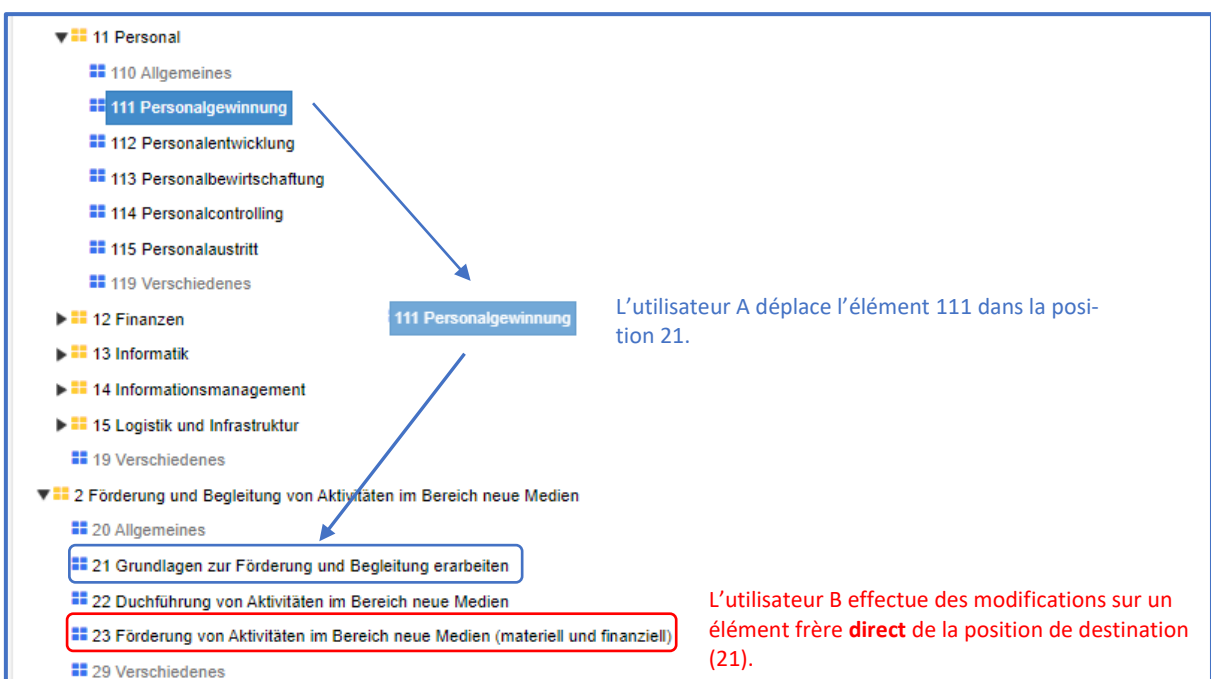 11 Personal
110 Allgemeines
111 Personalgewinnung
112 Personalentwicklung
113 Personalbewirtschaftung
114 Personalcontrolling
115 Personalaustritt
119 Verschiedenes
12 Finanzen
111 Personalgewinnung
L'utilisateur A déplace l'élément 111 dans la posi-
tion 21.
13 Informatik
14 Informationsmanagement
15 Logistik und Infrastruktur
19 Verschiedenes
2 Förderung und Begleitung von Aktivitäten im Bereich neue Medien
20 Allgemeines
21 Grundlagen zur Förderung und Begleitung erarbeiten
22 Duchführung von Aktivitäten im Bereich neue Medien
23 Förderung von Aktivitäten im Bereich neue Medien (materiell und finanziell)
29 Verschiedenes
L'utilisateur B effectue des modifications sur un
élément frère direct de la position de destination
(21).